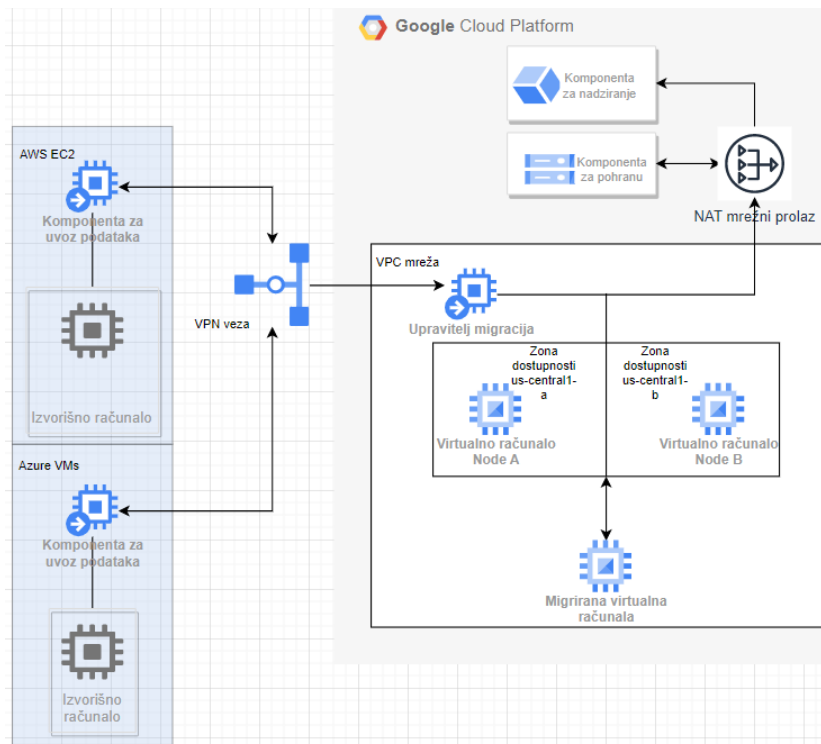 Google Cloud Platform
Komponenta
za nadziranje
Komponenta
za pohranu
NAT mrežni prolaz
AWS EC2
Komponenta za
uvoz podataka
Izvorišno računalo
VPN veza
Azure VMs
Komponenta za
uvoz podataka
Izvorišno
računalo
VPC mreža
Upravitelj migracija
Zona
dostupnosti
us-central1-
a
Zona
dostupnosti
us-central1-
b
Virtualno računalo
Node A
Virtualno računalo
Node B
Migrirana virtualna
računala